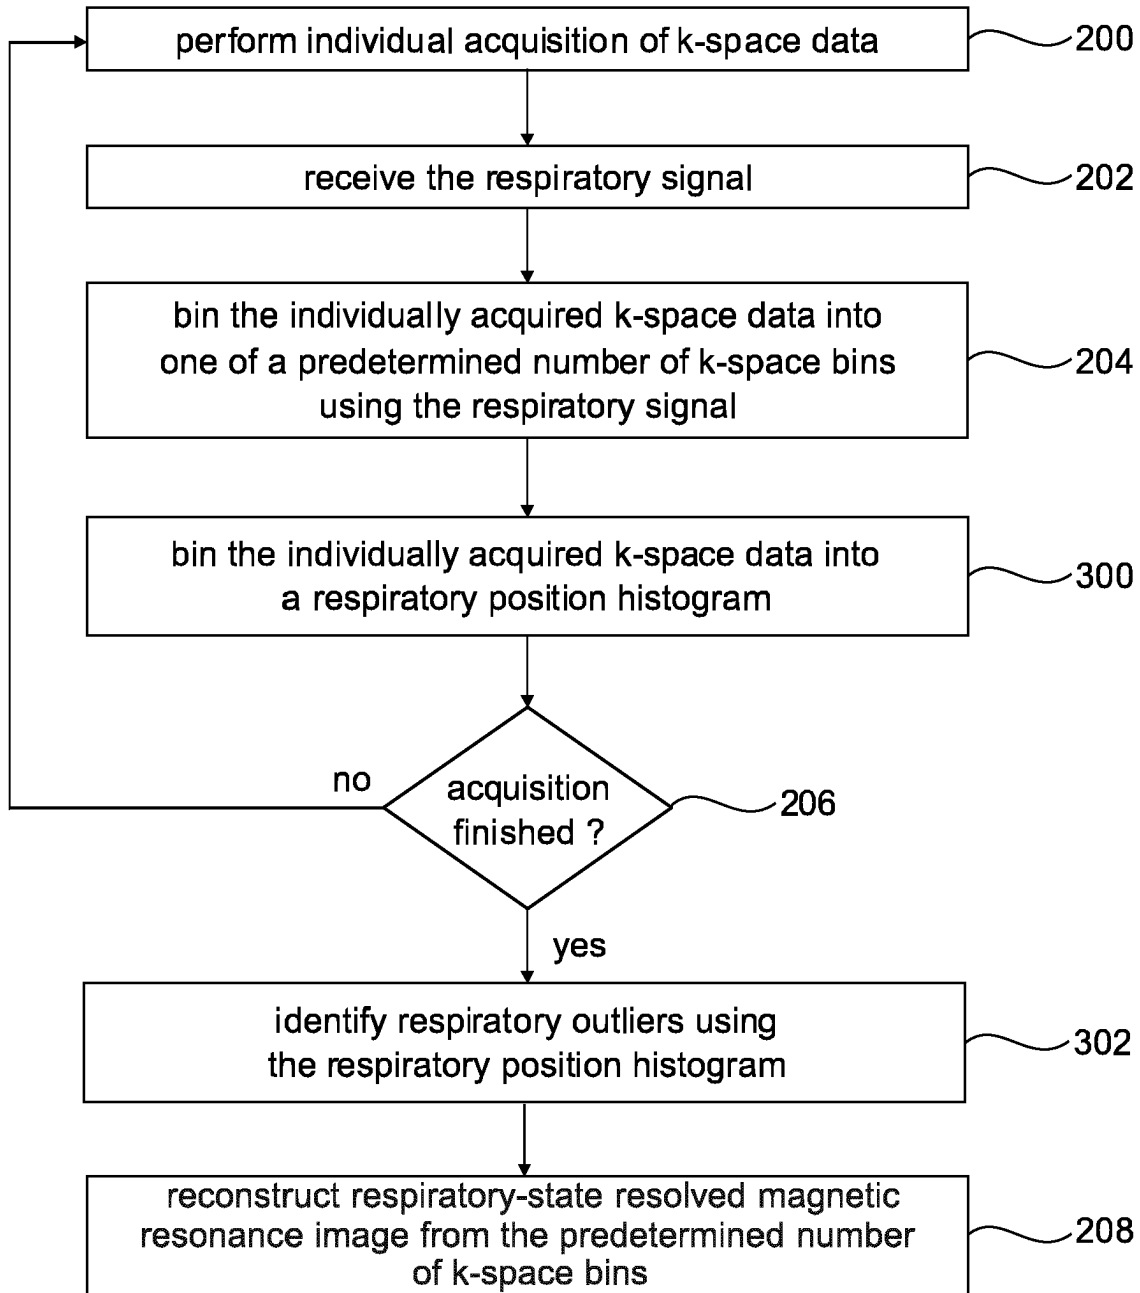 perform individual acquisition of k-space data
200
receive the respiratory signal
202
bin the individually acquired k-space data into
one of a predetermined number of k-space bins
using the respiratory signal
204
bin the individually acquired k-space data into
a respiratory position histogram
300
no
acquisition
finished ?
206
yes
identify respiratory outliers using
the respiratory position histogram
302
reconstruct respiratory-state resolved magnetic
resonance image from the predetermined number
of k-space bins
208